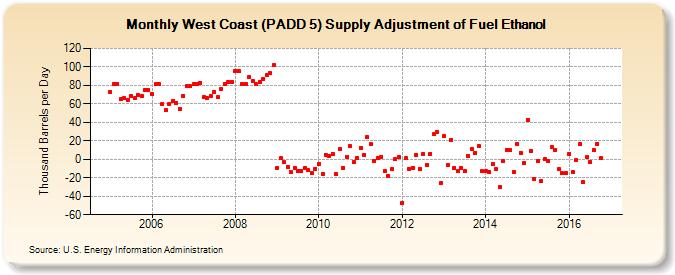 Monthly West Coast (PADD 5) Supply Adjustment of Fuel Ethanol
Thousand Barrels per Day
120
100
80
60
40
20
0
-20
-40
-60
2006 2008 2010 2012 2014 2016
Source: U.S. Energy Information Administration